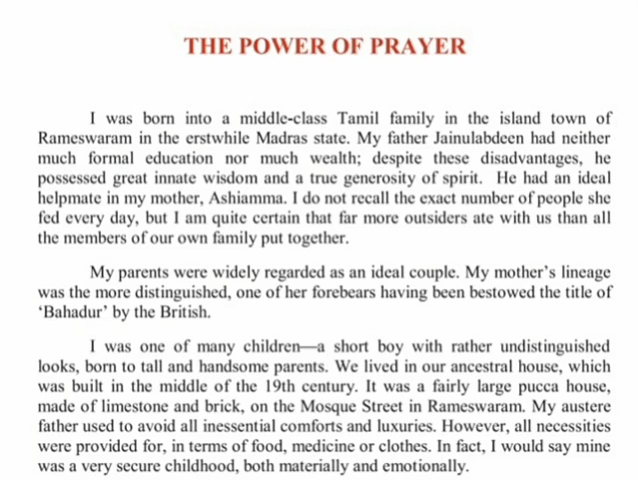 THE POWER OF PRAYER
I was born into a middle-class Tamil family in the island town of
Rameswaram in the erstwhile Madras state. My father Jainulabdeen had neither
much formal education nor much wealth; despite these disadvantages, he
possessed great innate wisdom and a true generosity of spirit. He had an ideal
helpmate in my mother, Ashiamma. I do not recall the exact number of people she
fed every day, but I am quite certain that far more outsiders ate with us than all
the members of our own family put together.
My parents were widely regarded as an ideal couple. My mother's lineage
was the more distinguished, one of her forebears having been bestowed the title of
‘Bahadur’ by the British.
I was one of many children—a short boy with rather undistinguished
looks, born to tall and handsome parents. We lived in our ancestral house, which
was built in the middle of the 19th century. It was a fairly large pucca house,
made of limestone and brick, on the Mosque Street in Rameswaram. My austere
father used to avoid all inessential comforts and luxuries. However, all necessities
were provided for, in terms of food, medicine or clothes. In fact, I would say mine
was a very secure childhood, both materially and emotionally.